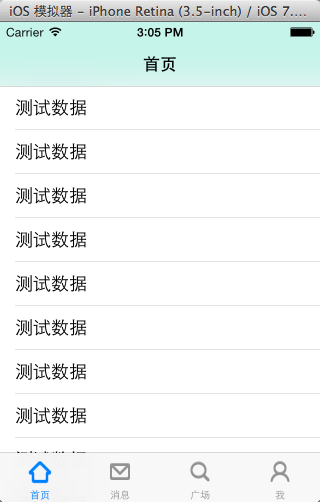 iOS 模拟器 - iPhone Retina (3.5-inch) / iOS 7....
Carrier 3:05 PM
首页
测试数据
测试数据
测试数据
测试数据
测试数据
测试数据
测试数据
测试数据
首页 消息 广场 我